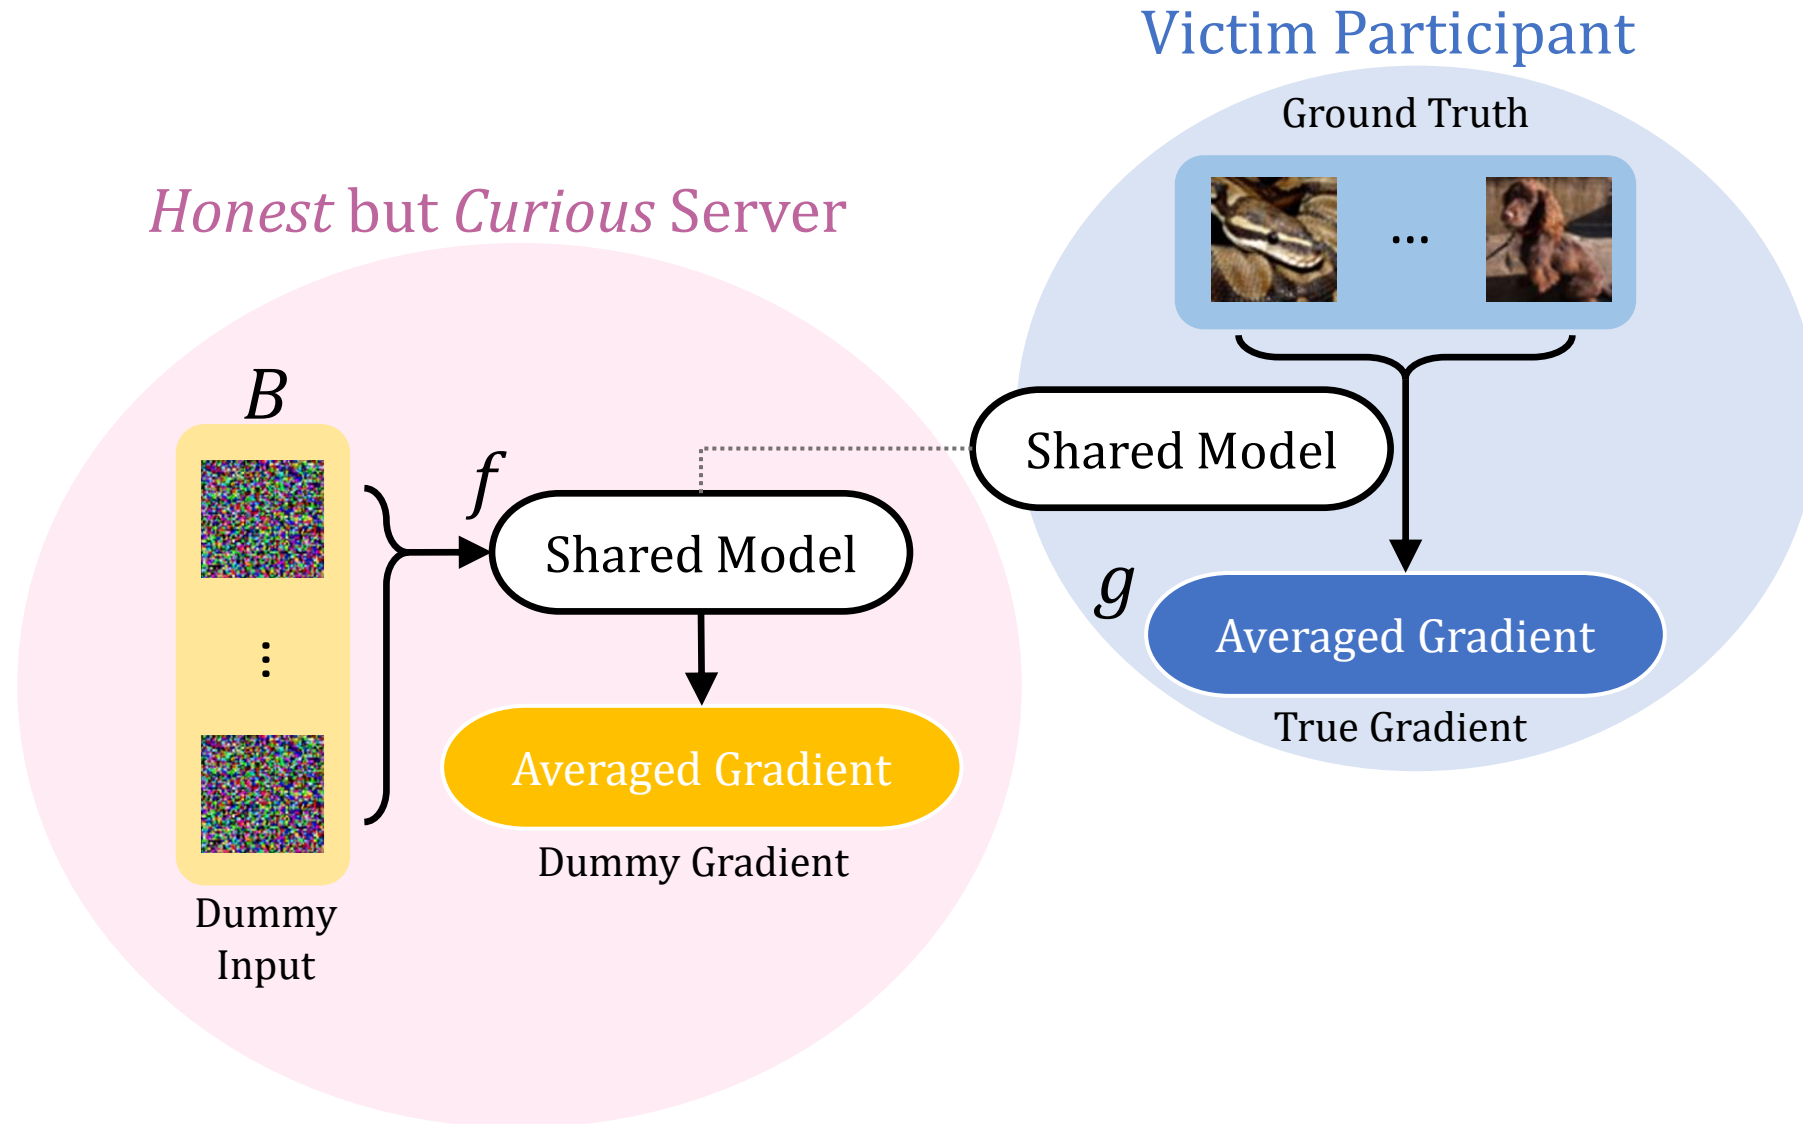 Victim Participant
Ground Truth
...
Honest but Curious Server
B
f
Shared Model
Shared Model
g
Averaged Gradient
True Gradient
...
Averaged Gradient
Dummy Gradient
Dummy
Input